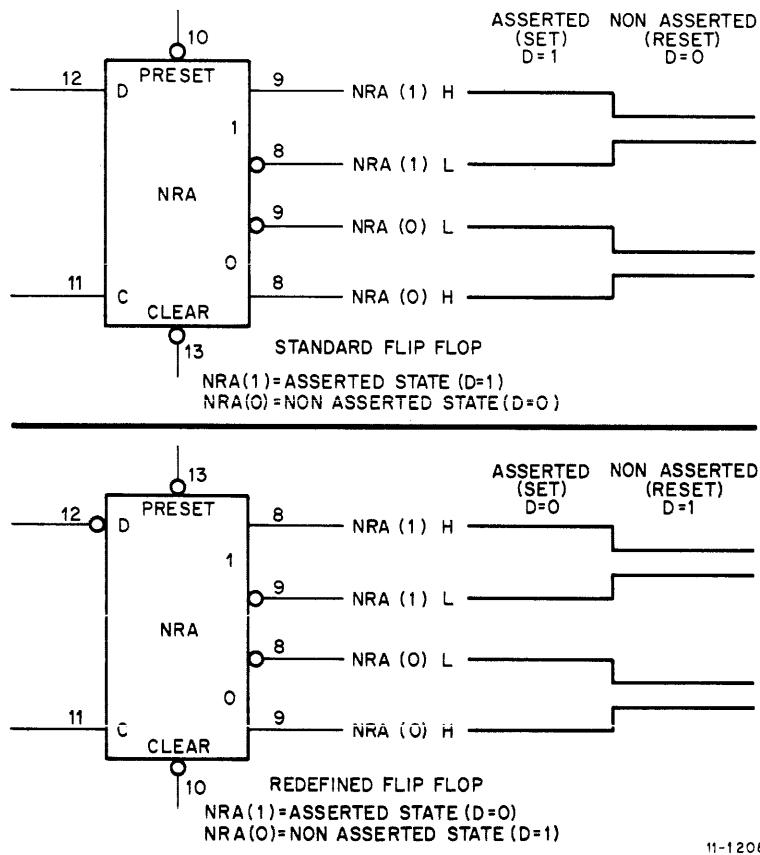 ASSERTED NON ASSERTED
(SET) (RESET)
D=1 D=0
10
PRESET
12 D 9 NRA (1) H
1
8 NRA (1) L
NRA
9 NRA (0) L
0
11 C 8 NRA (0) H
CLEAR
13
STANDARD FLIP FLOP
NRA(1)=ASSERTED STATE (D=1)
NRA(0)=NON ASSERTED STATE (D=0)
ASSERTED NON ASSERTED
(SET) (RESET)
D=0 D=1
13
PRESET
12 D 8 NRA (1) H
1
9 NRA (1) L
NRA
8 NRA (0) L
0
11 C 9 NRA (0) H
CLEAR
10
REDEFINED FLIP FLOP
NRA(1)=ASSERTED STATE (D=0)
NRA(0)=NON ASSERTED STATE (D=1)
11-1206